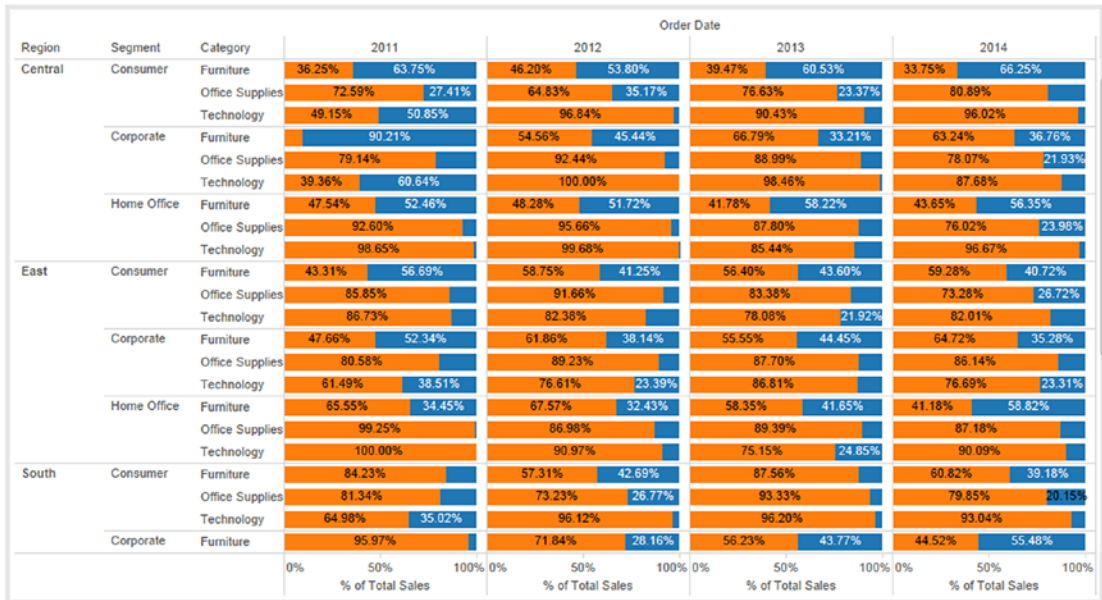 Order Date
Region Segment Category 2011 2012 2013 2014
Central Consumer Furniture 36.25% 63.75% 46.20% 53.80% 39.47% 60.53% 33.75% 66.25%
Office Supplies 72.59% 27.41% 64.83% 35.17% 76.63% 23.37% 80.89%
Technology 49.15% 50.85% 96.84% 90.43% 96.02%
Corporate Furniture 90.21% 54.56% 45.44% 66.79% 33.21% 63.24% 36.76%
Office Supplies 79.14% 92.44% 88.99% 78.07% 21.93%
Technology 39.36% 60.64% 100.00% 98.46% 87.68%
Home Office Furniture 47.54% 52.46% 48.28% 51.72% 41.78% 58.22% 43.65% 56.35%
Office Supplies 92.60% 95.66% 87.80% 76.02% 23.98%
Technology 98.65% 99.68% 85.44% 96.67%
East Consumer Furniture 43.31% 56.69% 58.75% 41.25% 56.40% 43.60% 59.28% 40.72%
Office Supplies 85.85% 91.66% 83.38% 73.28% 26.72%
Technology 86.73% 82.38% 78.08% 21.92% 82.01%
Corporate Furniture 47.66% 52.34% 61.86% 38.14% 55.55% 44.45% 64.72% 35.28%
Office Supplies 80.58% 89.23% 87.70% 86.14%
Technology 61.49% 38.51% 76.61% 23.39% 86.81% 76.69% 23.31%
Home Office Furniture 65.55% 34.45% 67.57% 32.43% 58.35% 41.65% 41.18% 58.82%
Office Supplies 99.25% 86.98% 89.39% 87.18%
Technology 100.00% 90.97% 75.15% 24.85% 90.09%
South Consumer Furniture 84.23% 57.31% 42.69% 87.56% 60.82% 39.18%
Office Supplies 81.34% 73.23% 26.77% 93.33% 79.85% 20.15%
Technology 64.98% 35.02% 96.12% 96.20% 93.04%
Corporate Furniture 95.97% 71.84% 28.16% 56.23% 43.77% 44.52% 55.48%
0% 50% 100% 0% 50% 100% 0% 50% 100% 0% 50% 100%
% of Total Sales % of Total Sales % of Total Sales % of Total Sales